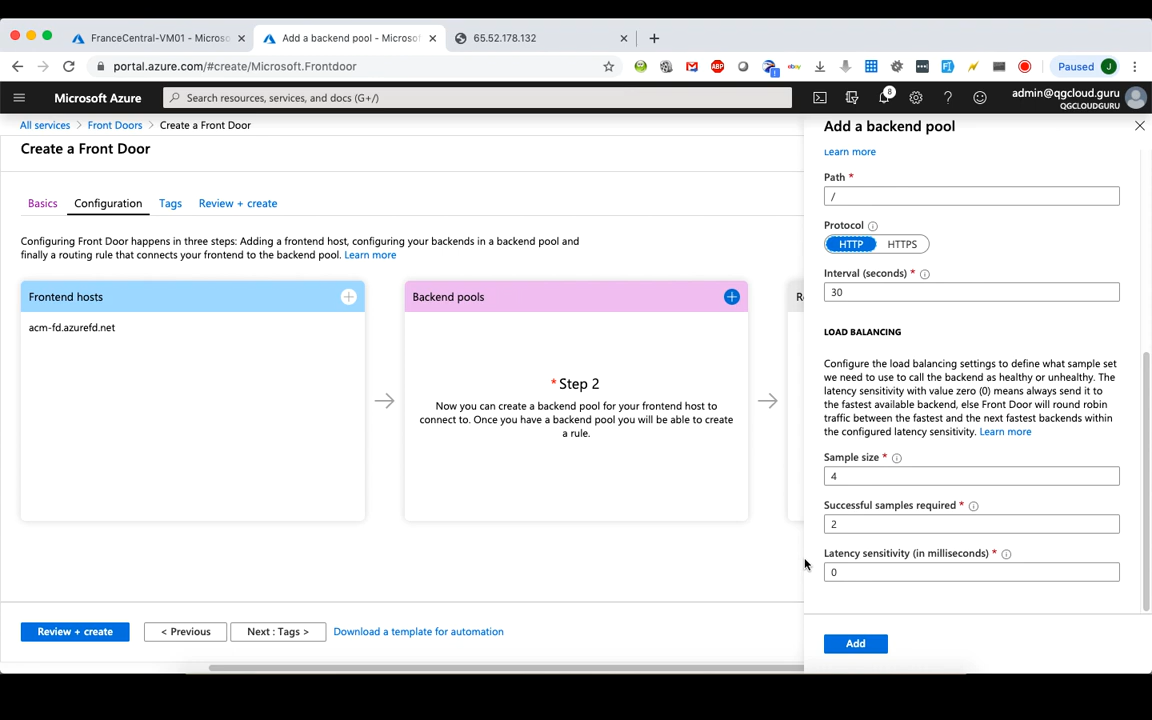 FranceCentral-VM01 - Micros
Add a backend pool - Microsof
65.52.178.132
portal.azure.com/#create/Microsoft.Frontdoor
ABP
Paused
J
Microsoft Azure
Search resources, services, and docs (G+/)
8
admin@qgcloud.guru
QGCLOUDGURU
All services > Front Doors > Create a Front Door
Create a Front Door
Basics
Configuration
Tags
Review + create
Configuring Front Door happens in three steps: Adding a frontend host, configuring your backends in a backend pool and
finally a routing rule that connects your frontend to the backend pool. Learn more
Frontend hosts
acm-fd.azurefd.net
Backend pools
* Step 2
Now you can create a backend pool for your frontend host to
connect to. Once you have a backend pool you will be able to create
a rule.
Review + create
< Previous
Next : Tags >
Download a template for automation
Add a backend pool
Learn more
Path *
/
Protocol
HTTP
HTTPS
Interval (seconds) *
30
LOAD BALANCING
Configure the load balancing settings to define what sample set
we need to use to call the backend as healthy or unhealthy. The
latency sensitivity with value zero (0) means always send it to
the fastest available backend, else Front Door will round robin
traffic between the fastest and the next fastest backends within
the configured latency sensitivity. Learn more
Sample size *
4
Successful samples required *
2
Latency sensitivity (in milliseconds) *
0
Add